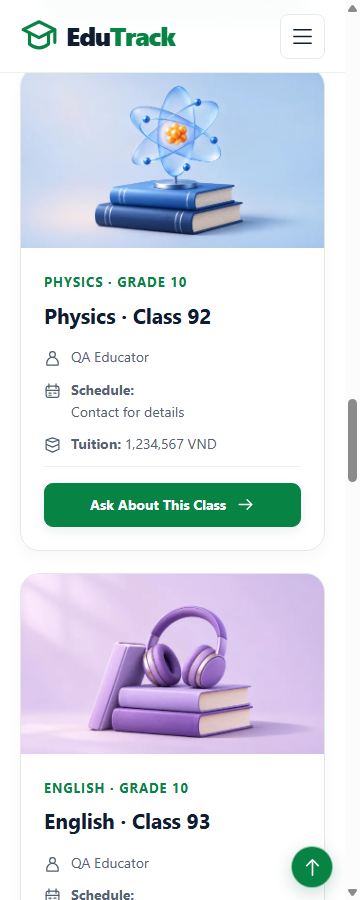 EduTrack
PHYSICS · GRADE 10
Physics · Class 92
QA Educator
Schedule:
Contact for details
Tuition: 1,234,567 VND
Ask About This Class
ENGLISH · GRADE 10
English · Class 93
QA Educator
Schedule: